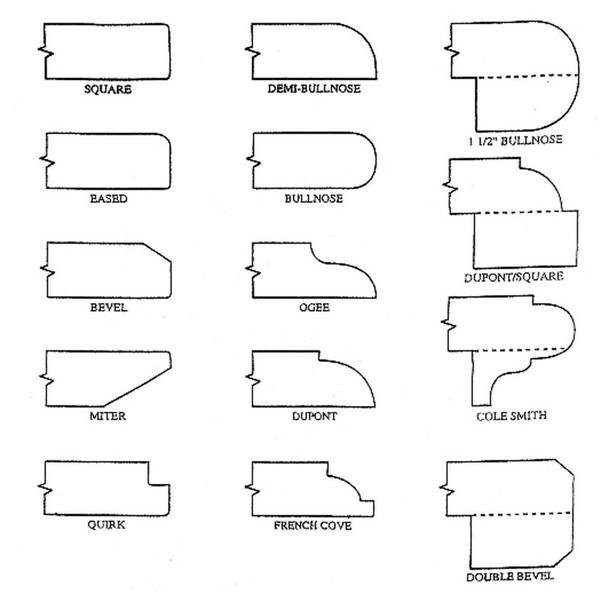 SQUARE
DEMI-BULLNOSE
1 1/2" BULLNOSE
EASED
BULLNOSE
DUPONT/SQUARE
BEVEL
OGEE
MITER
DUPONT
COLE SMITH
QUIRK
FRENCH COVE
DOUBLE BEVEL